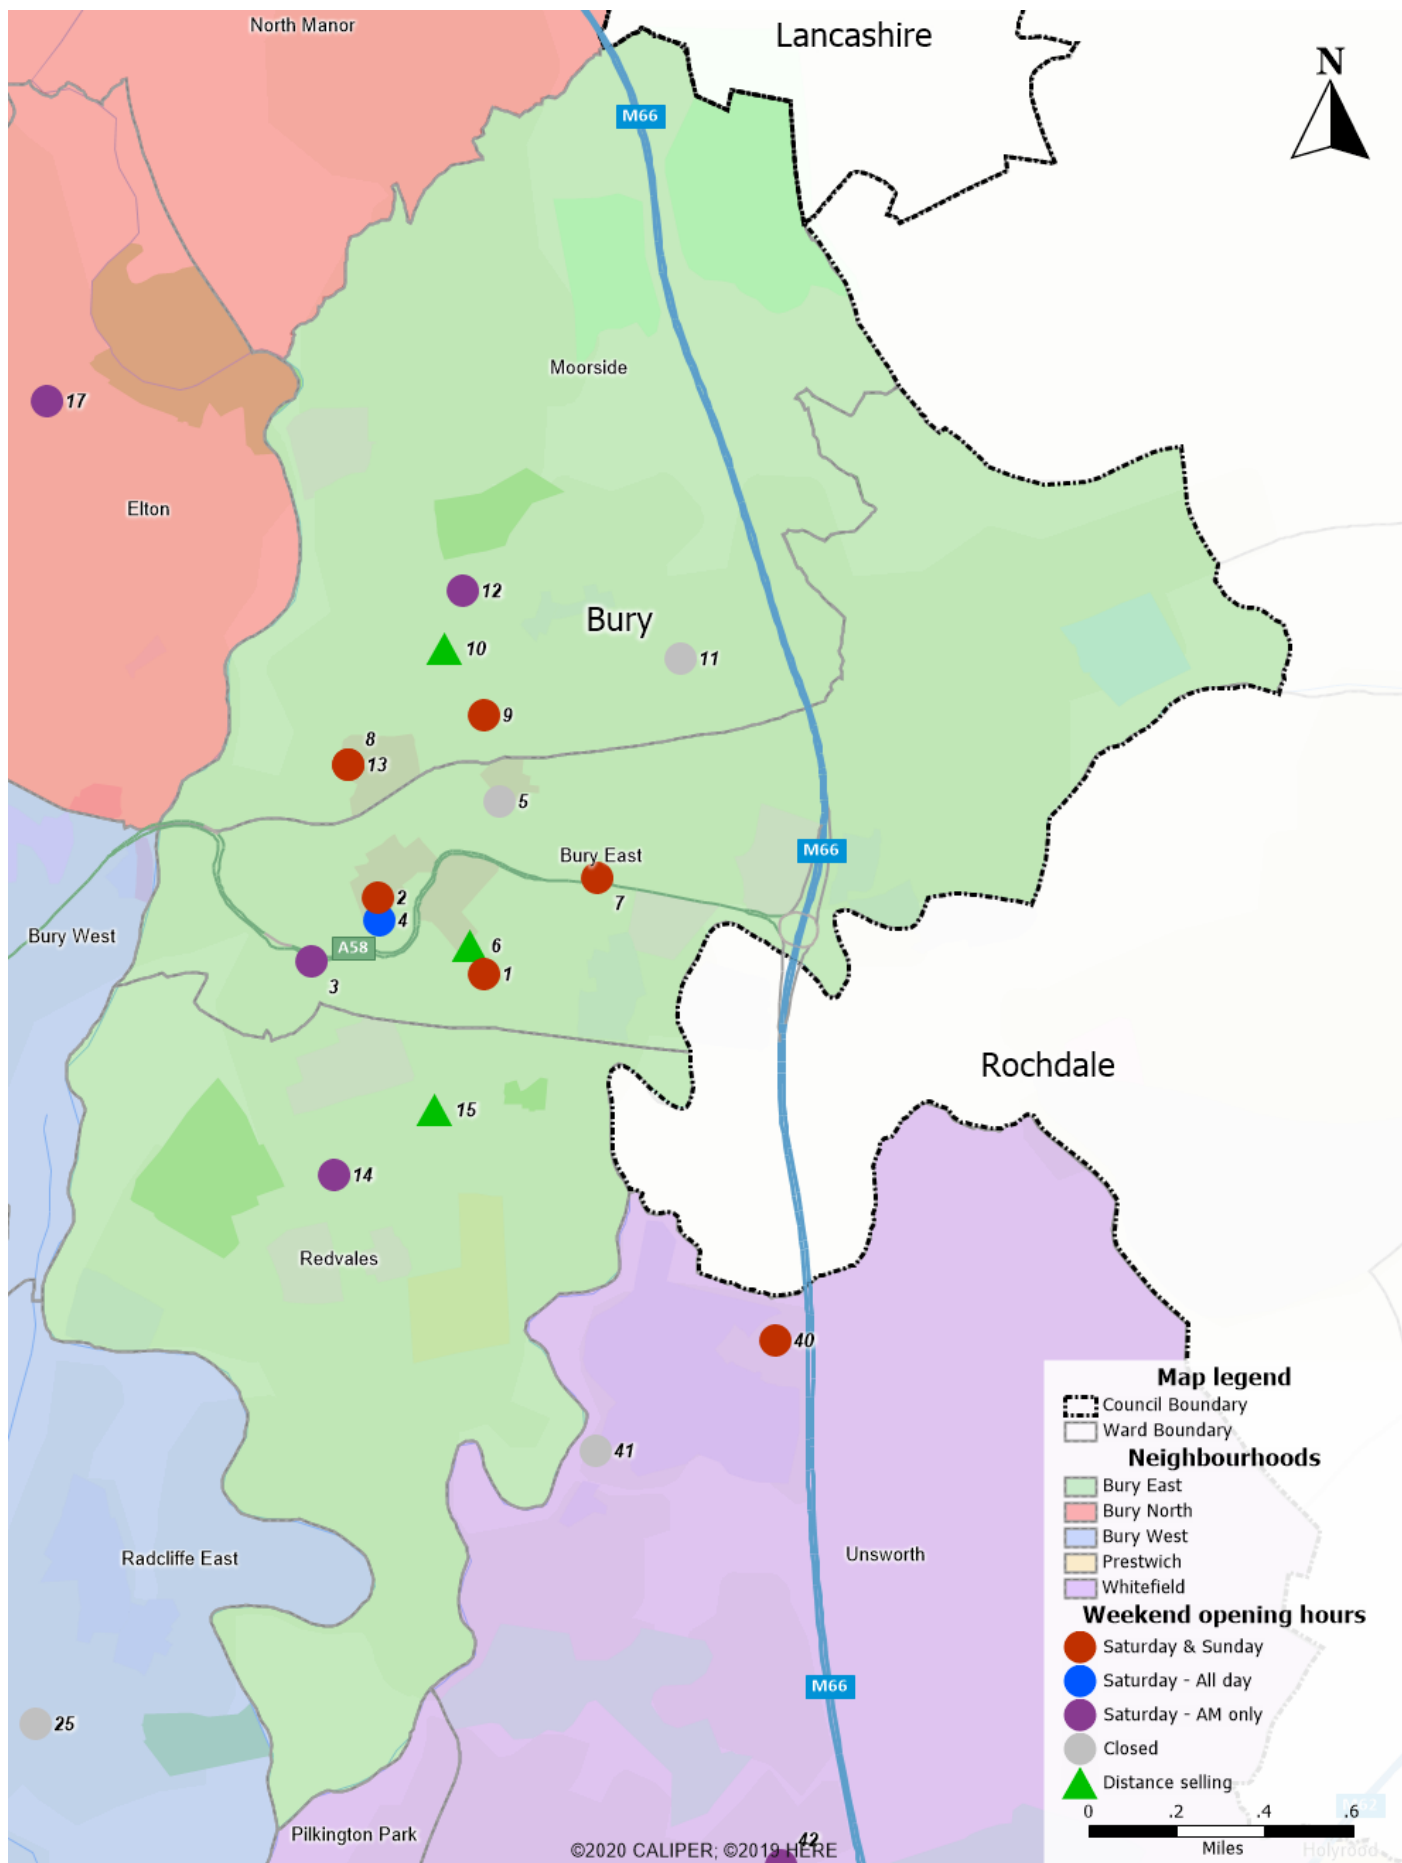 North Manor
Lancashire
N
M66
Moorside
17
Elton
12
Bury
10
11
9
8
13
5
M66
Bury East
2
7
4
Bury West
A58
6
1
3
Rochdale
15
14
Redvales
40
41
Map legend
Council Boundary
Ward Boundary
Neighbourhoods
Bury East
Bury North
Bury West
Prestwich
Whitefield
Radcliffe East
Unsworth
Weekend opening hours
Saturday & Sunday
Saturday - All day
M66
Saturday - AM only
25
Closed
Distance selling
0 .2 .4 .6
M62
Miles
Holyrood
Pilkington Park
42
©2020 CALIPER; ©2019 HERE